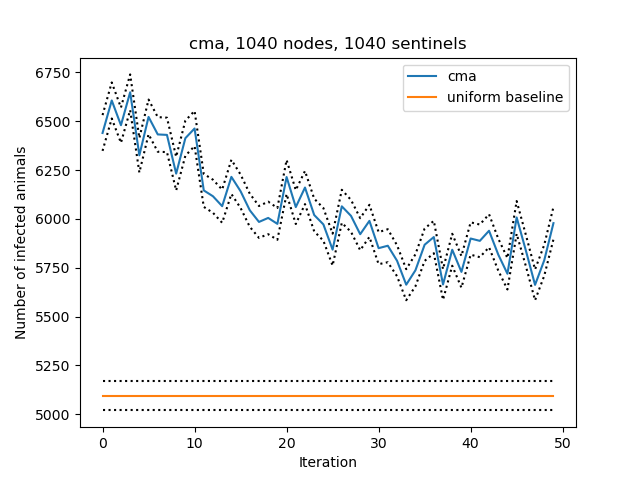 cma, 1040 nodes, 1040 sentinels
cma
uniform baseline
Number of infected animals
6750
6500
6250
6000
5750
5500
5250
5000
0 10 20 30 40 50
Iteration